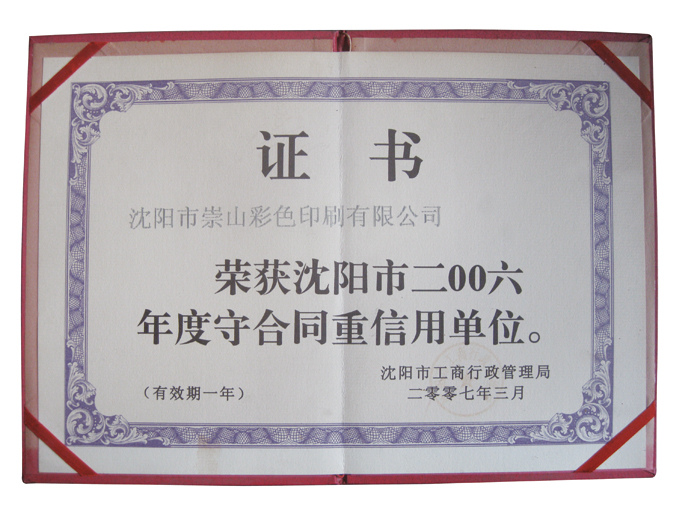 证 书
沈阳市崇山彩色印刷有限公司
荣获沈阳市二00六
年度守合同重信用单位。
沈阳市工商行政管理局
（有效期一年）
二零零七年三月